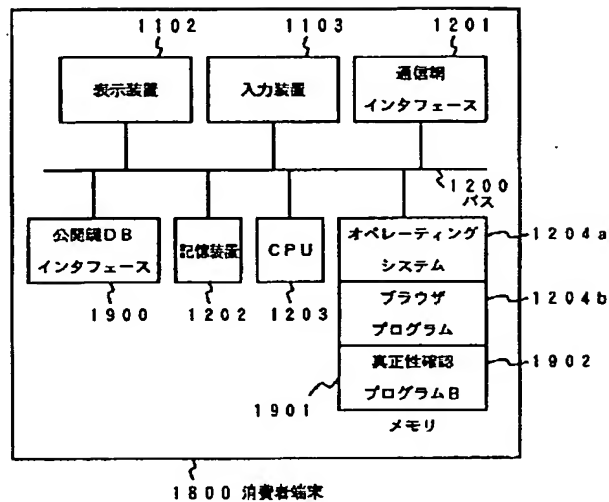 1102
1103
1201
表示装置
入力装置
通信網
インタフェース
1200
バス
公開鍵DB
インタフェース
記憶装置
CPU
オペレーティング
システム
1204a
1900
1202
1203
ブラウザ
プログラム
1204b
真正性確認
プログラムB
1902
1901
メモリ
1800 消費者端末